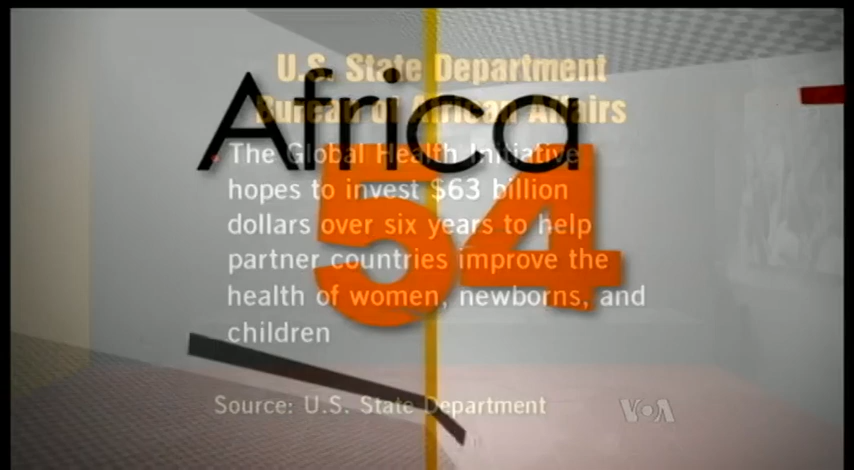 U.S. State Department
Bureau of African Affairs
Africa
54
The Global Health Initiative
hopes to invest $63 billion
dollars over six years to help
partner countries improve the
health of women, newborns, and
children
Source: U.S. State Department
VOA